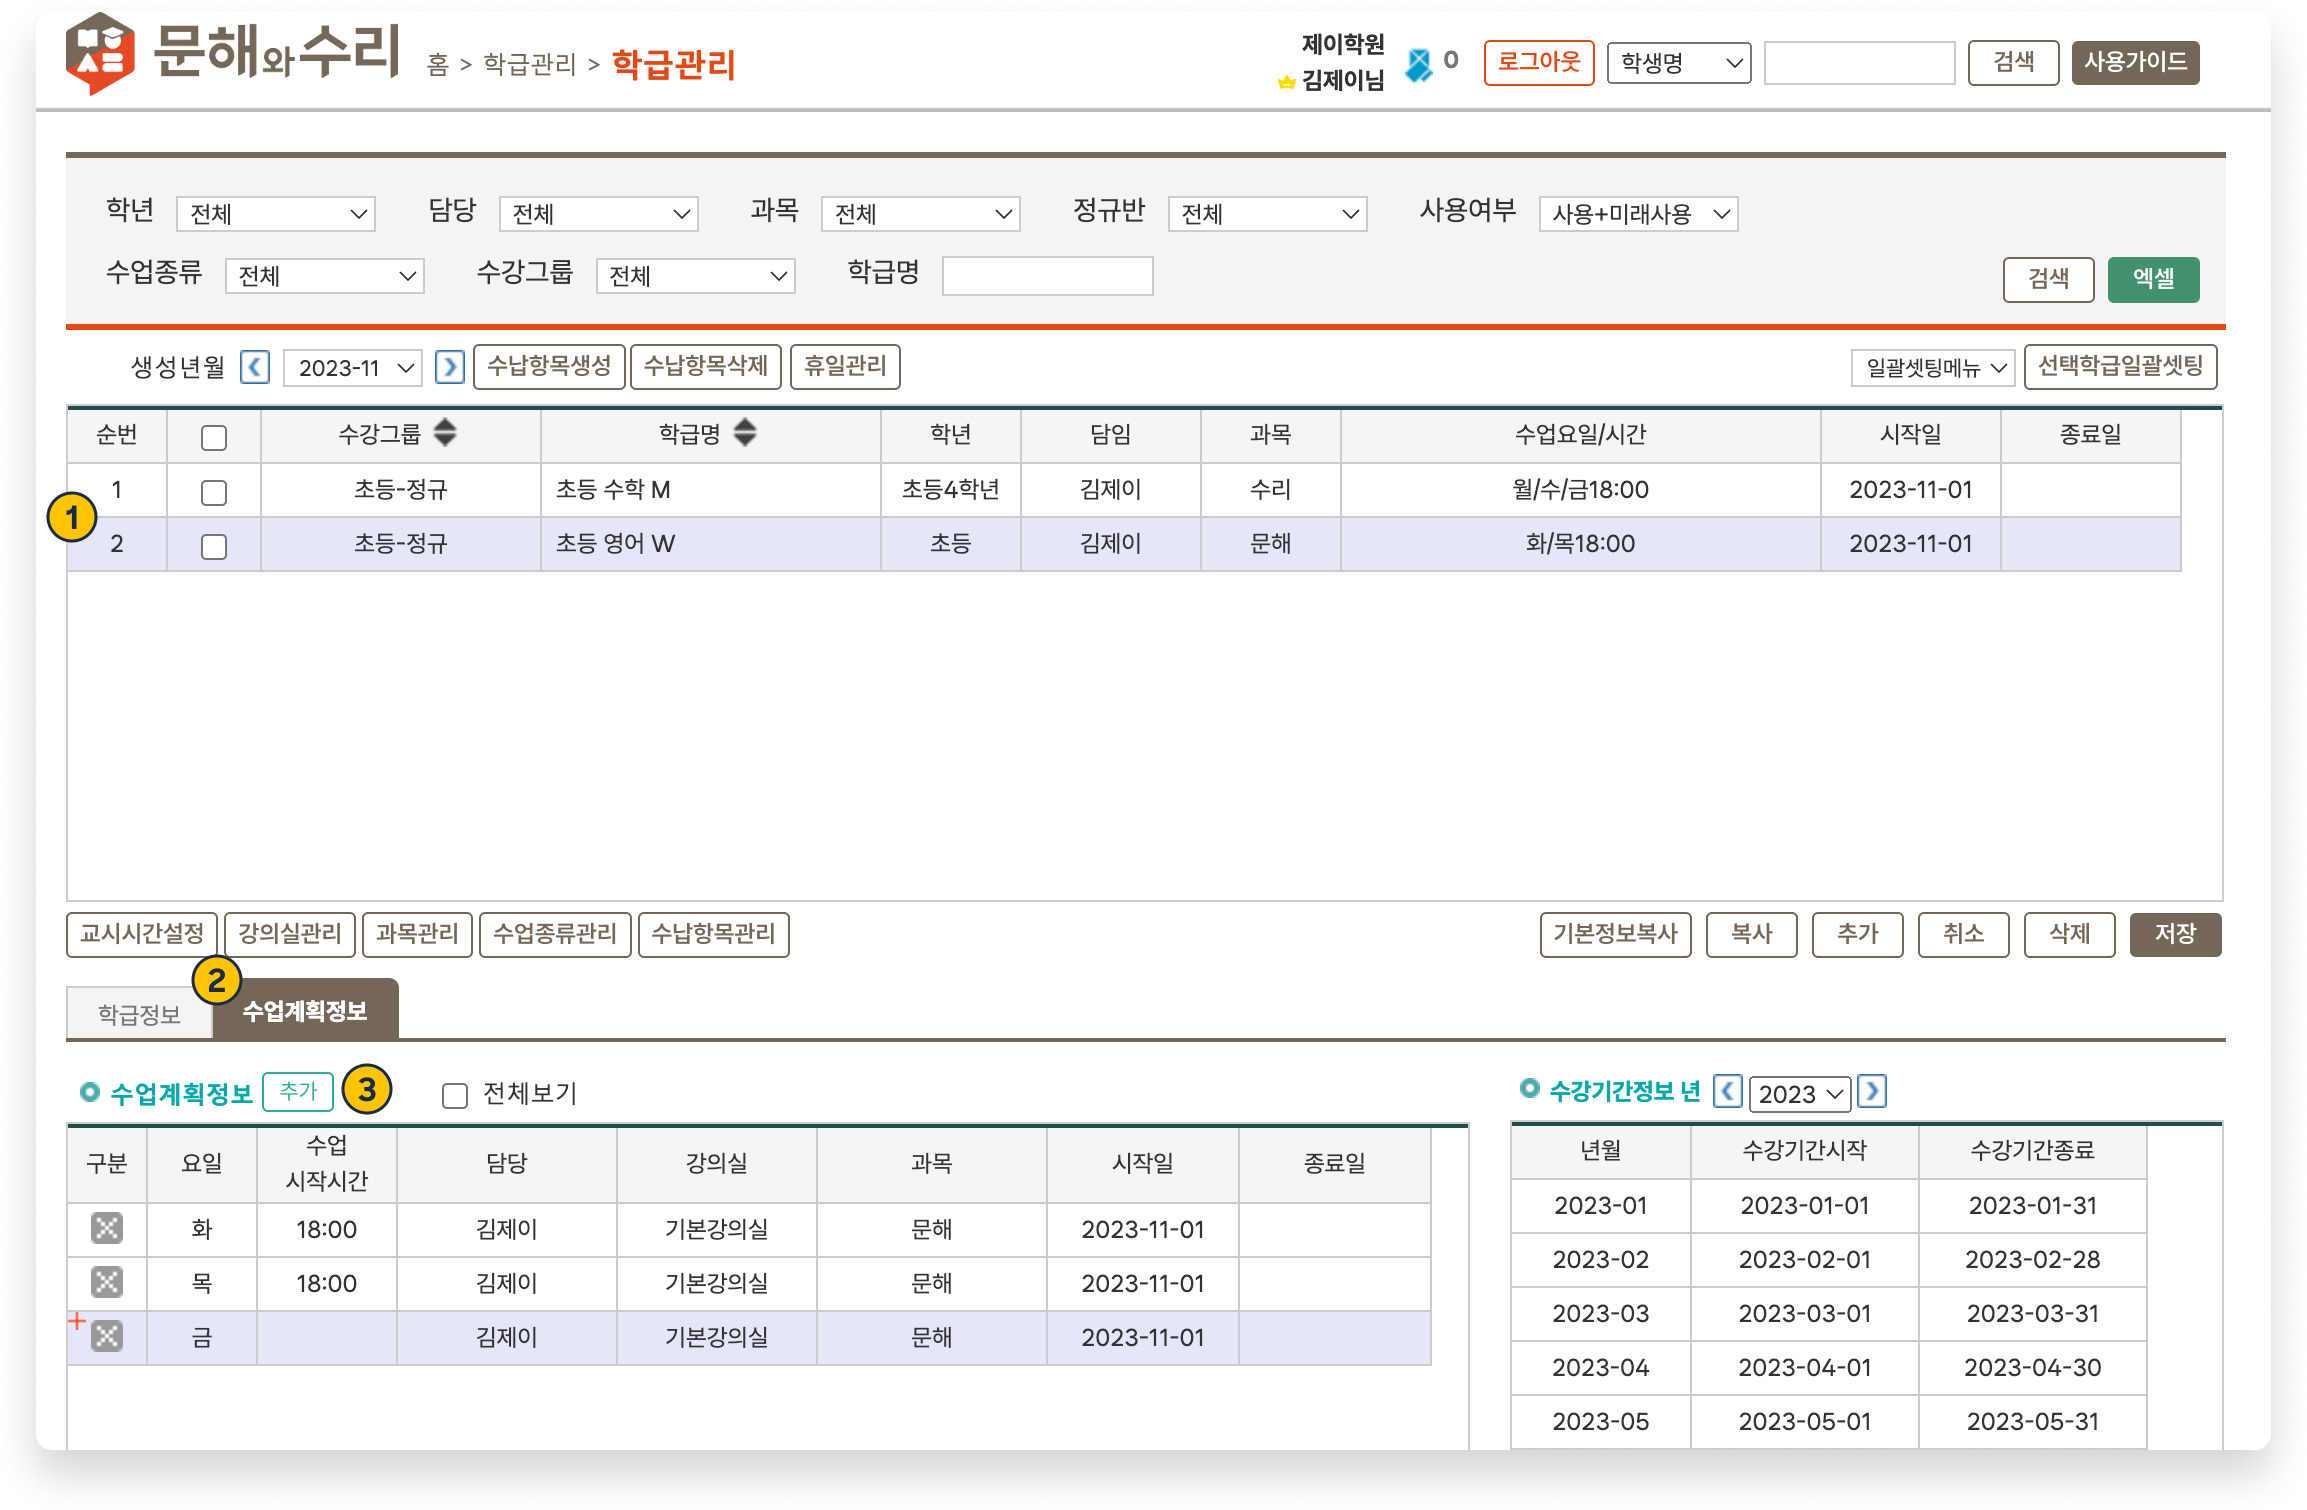 문해와수리 홈 > 학급관리 > 학급관리
제이학원
김제이님
0 로그아웃 학생명 검색 사용가이드
학년 전체 담당 전체 과목 전체 정규반 전체 사용여부 사용+미래사용
수업종류 전체 수강그룹 전체 학급명 검색 엑셀
생성년월 2023-11 수납항목생성 수납항목삭제 휴일관리 일괄셋팅메뉴 선택학급일괄셋팅
순번 수강그룹 학급명 학년 담임 과목 수업요일/시간 시작일 종료일
1 초등-정규 초등 수학 M 초등4학년 김제이 수리 월/수/금18:00 2023-11-01
1
2 초등-정규 초등 영어 W 초등 김제이 문해 화/목18:00 2023-11-01
교시시간설정 강의실관리 과목관리 수업종류관리 수납항목관리 기본정보복사 복사 추가 취소 삭제 저장
2
학급정보 수업계획정보
수업계획정보 추가 3 전체보기
구분 요일 수업 시작시간 담당 강의실 과목 시작일 종료일
화 18:00 김제이 기본강의실 문해 2023-11-01
목 18:00 김제이 기본강의실 문해 2023-11-01
금 김제이 기본강의실 문해 2023-11-01
수강기간정보 년 2023
년월 수강기간시작 수강기간종료
2023-01 2023-01-01 2023-01-31
2023-02 2023-02-01 2023-02-28
2023-03 2023-03-01 2023-03-31
2023-04 2023-04-01 2023-04-30
2023-05 2023-05-01 2023-05-31